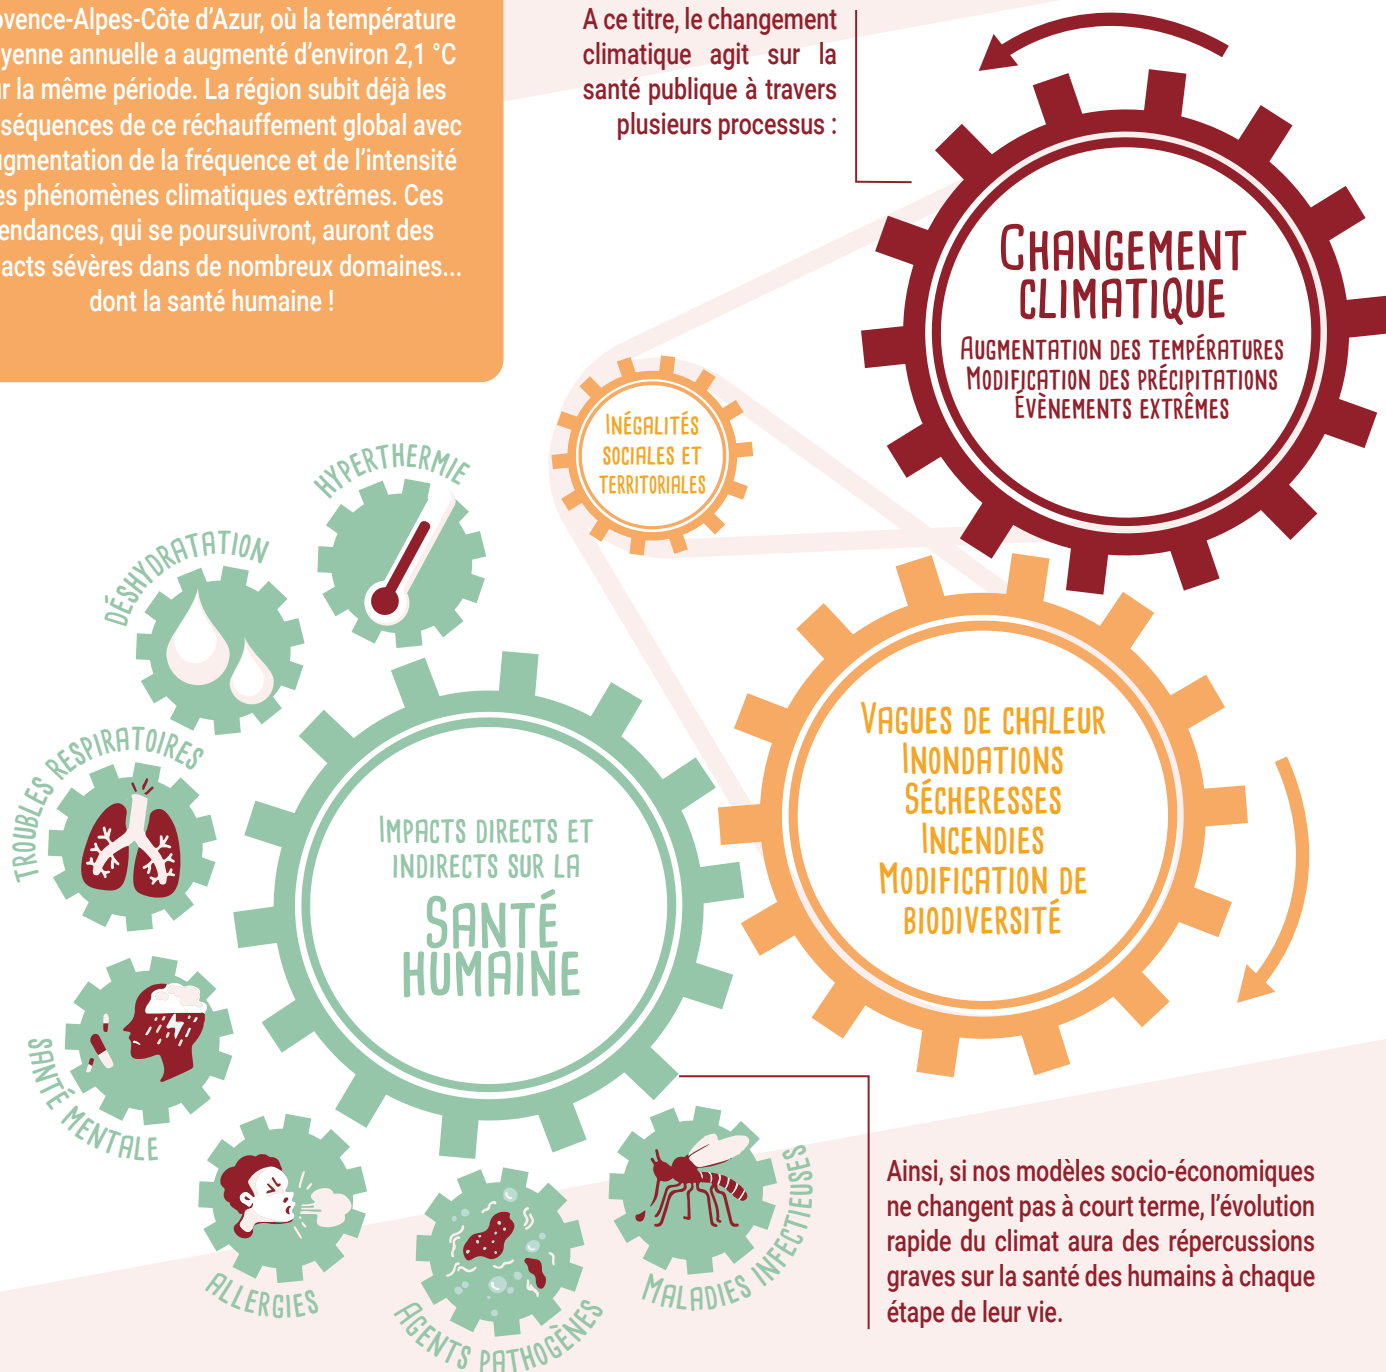 ovence-Alpes-Côte d’Azur, où la température
yenne annuelle a augmenté d’environ 2,1 °C
r la même période. La région subit déjà les
séquences de ce réchauffement global avec
gmentation de la fréquence et de l’intensité
es phénomènes climatiques extrêmes. Ces
endances, qui se poursuivront, auront des
acts sévères dans de nombreux domaines...
dont la santé humaine !
A ce titre, le changement
climatique agit sur la
santé publique à travers
plusieurs processus :
CHANGEMENT
CLIMATIQUE
AUGMENTATION DES TEMPÉRATURES
MODIFICATION DES PRÉCIPITATIONS
ÉVÈNEMENTS EXTRÊMES
INÉGALITÉS
SOCIALES ET
TERRITORIALES
VAGUES DE CHALEUR
INONDATIONS
SÉCHERESSES
INCENDIES
MODIFICATION DE
BIODIVERSITÉ
IMPACTS DIRECTS ET
INDIRECTS SUR LA
SANTÉ
HUMAINE
HYPERTHERMIE
DÉSHYDRATATION
TROUBLES RESPIRATOIRES
SANTÉ MENTALE
ALLERGIES
AGENTS PATHOGÈNES
MALADIES INFECTIEUSES
Ainsi, si nos modèles socio-économiques
ne changent pas à court terme, l’évolution
rapide du climat aura des répercussions
graves sur la santé des humains à chaque
étape de leur vie.